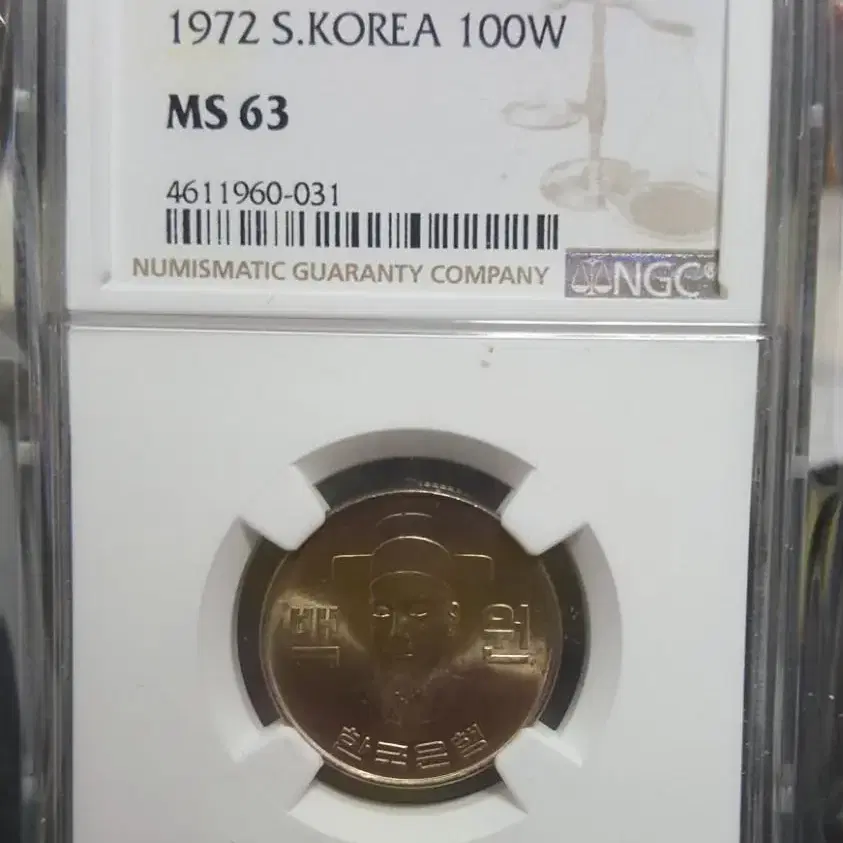 1972 S.KOREA 100W
MS 63
4611960-031
NUMISMATIC GUARANTY COMPANY NGC®
백 원
한국은행